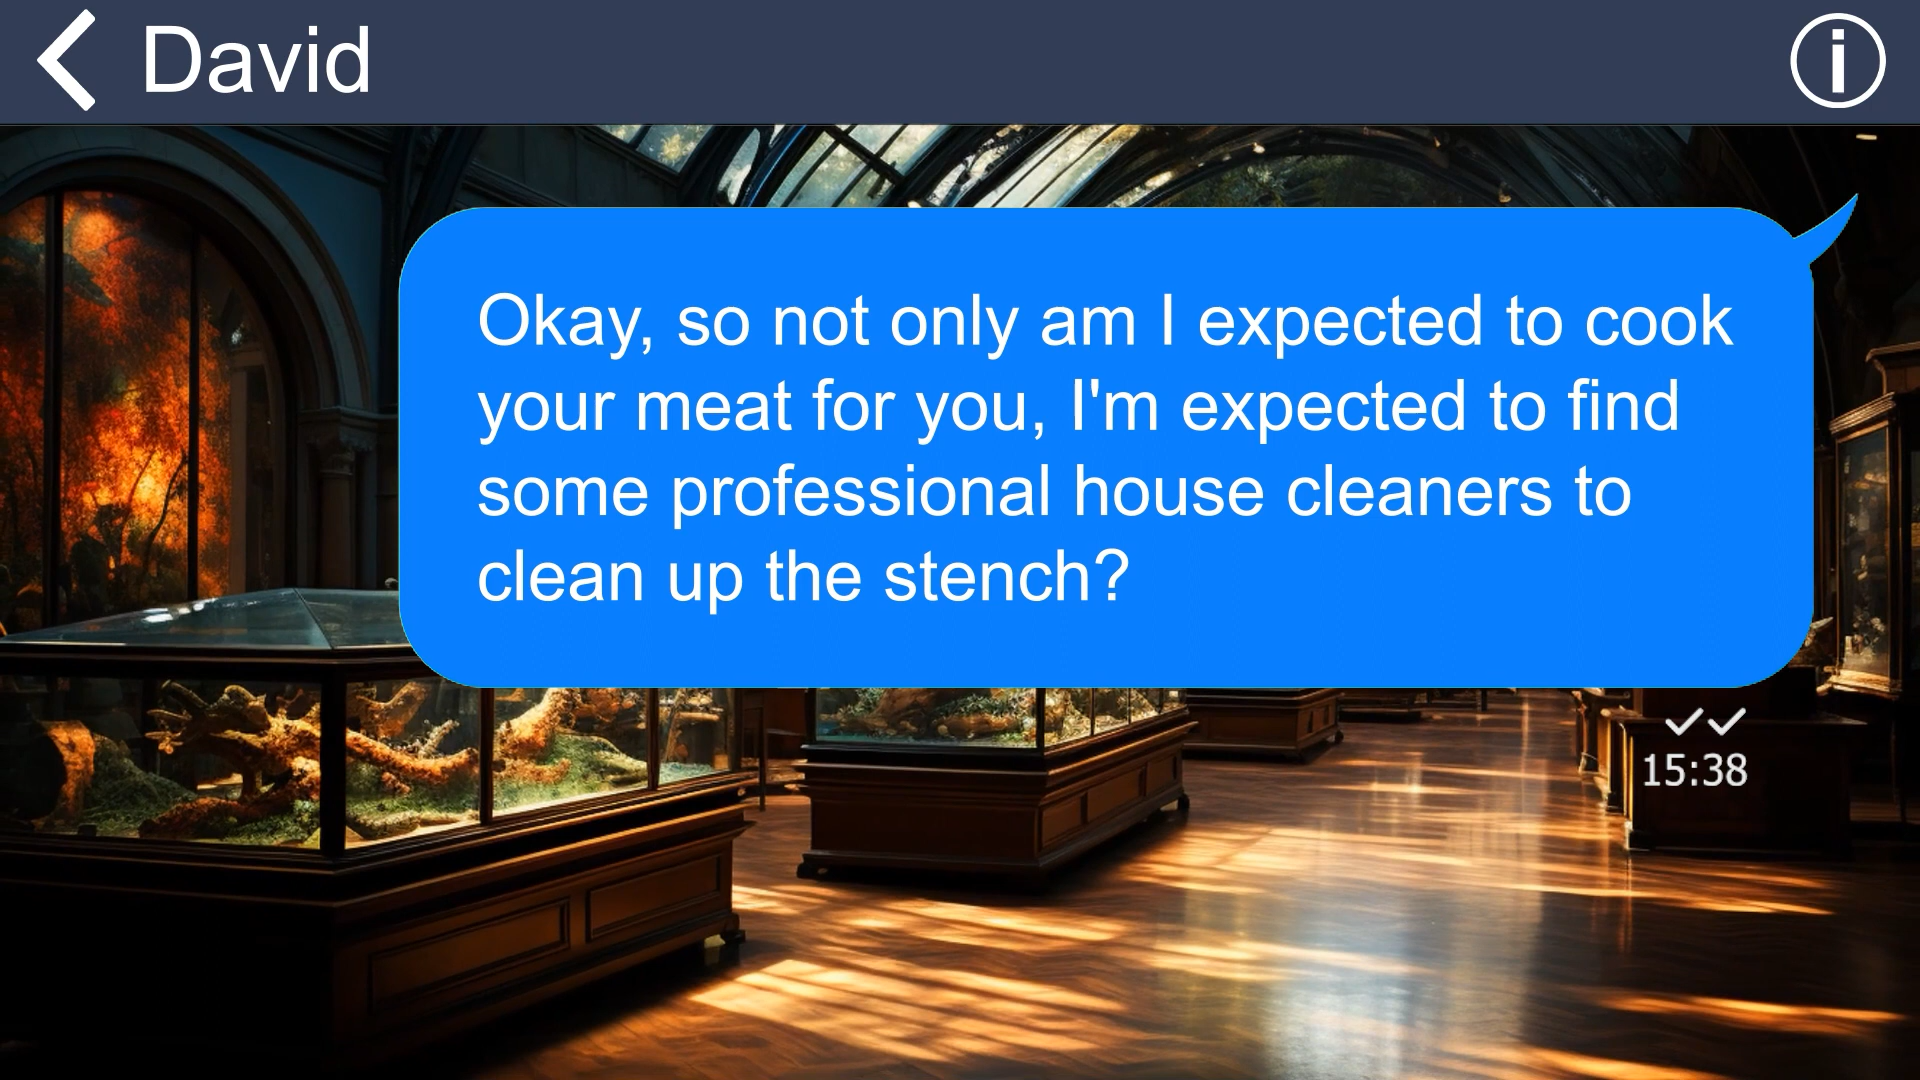 David
Okay, so not only am I expected to cook
your meat for you, I'm expected to find
some professional house cleaners to
clean up the stench?
15:38